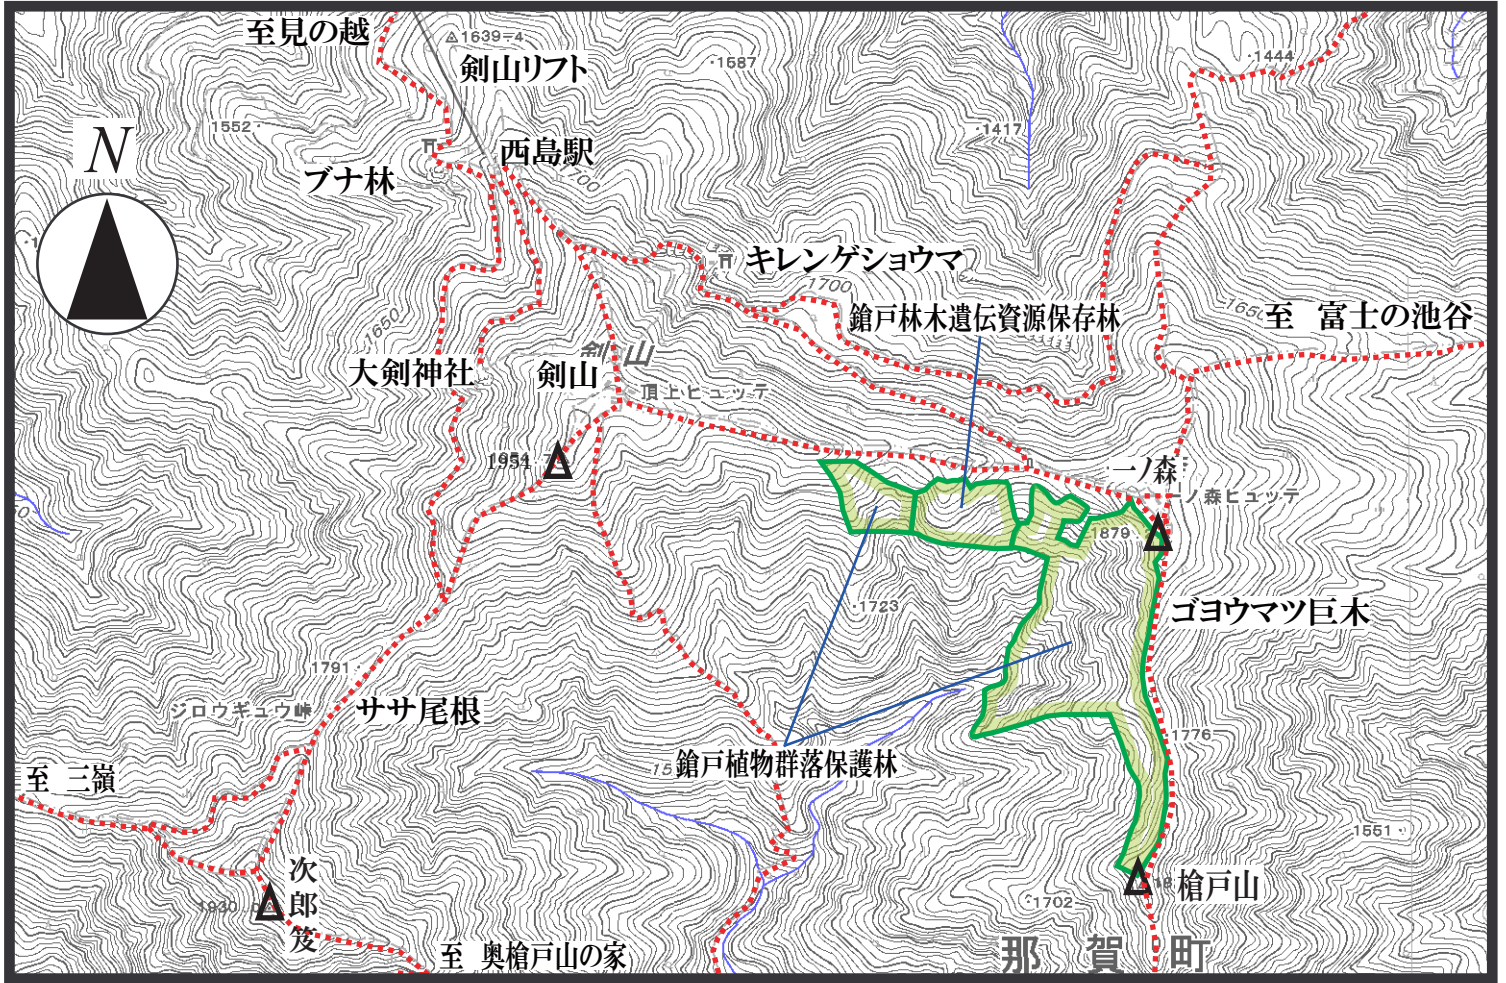 至見の越
1639-4
剣山リフト
1587
1444
1552
1417
N
西島駅
ブナ林
1700
キレンゲショウマ
1700
鎗戸林木遺伝資源保存林
1650
至 富士の池谷
1650
剣山
大剣神社
剣山
頂上ヒュッテ
1954
一ノ森
一ノ森ヒュッテ
1879
1723
ゴヨウマツ巨木
1791
ジロウギュウ峠
ササ尾根
1776
鎗戸植物群落保護林
至 三嶺
1551
次郎笈
1930
1702
槍戸山
至 奥槍戸山の家
那賀町